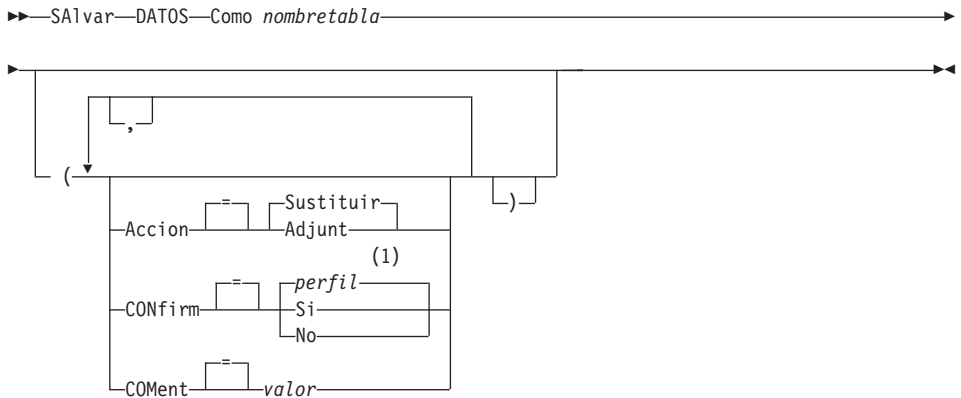 SAlvar DATOS Como nombretabla
,
(
)
=
Sustituir
Accion
Adjunt
(1)
=
perfil
CONfirm
Si
No
=
COMent
valor